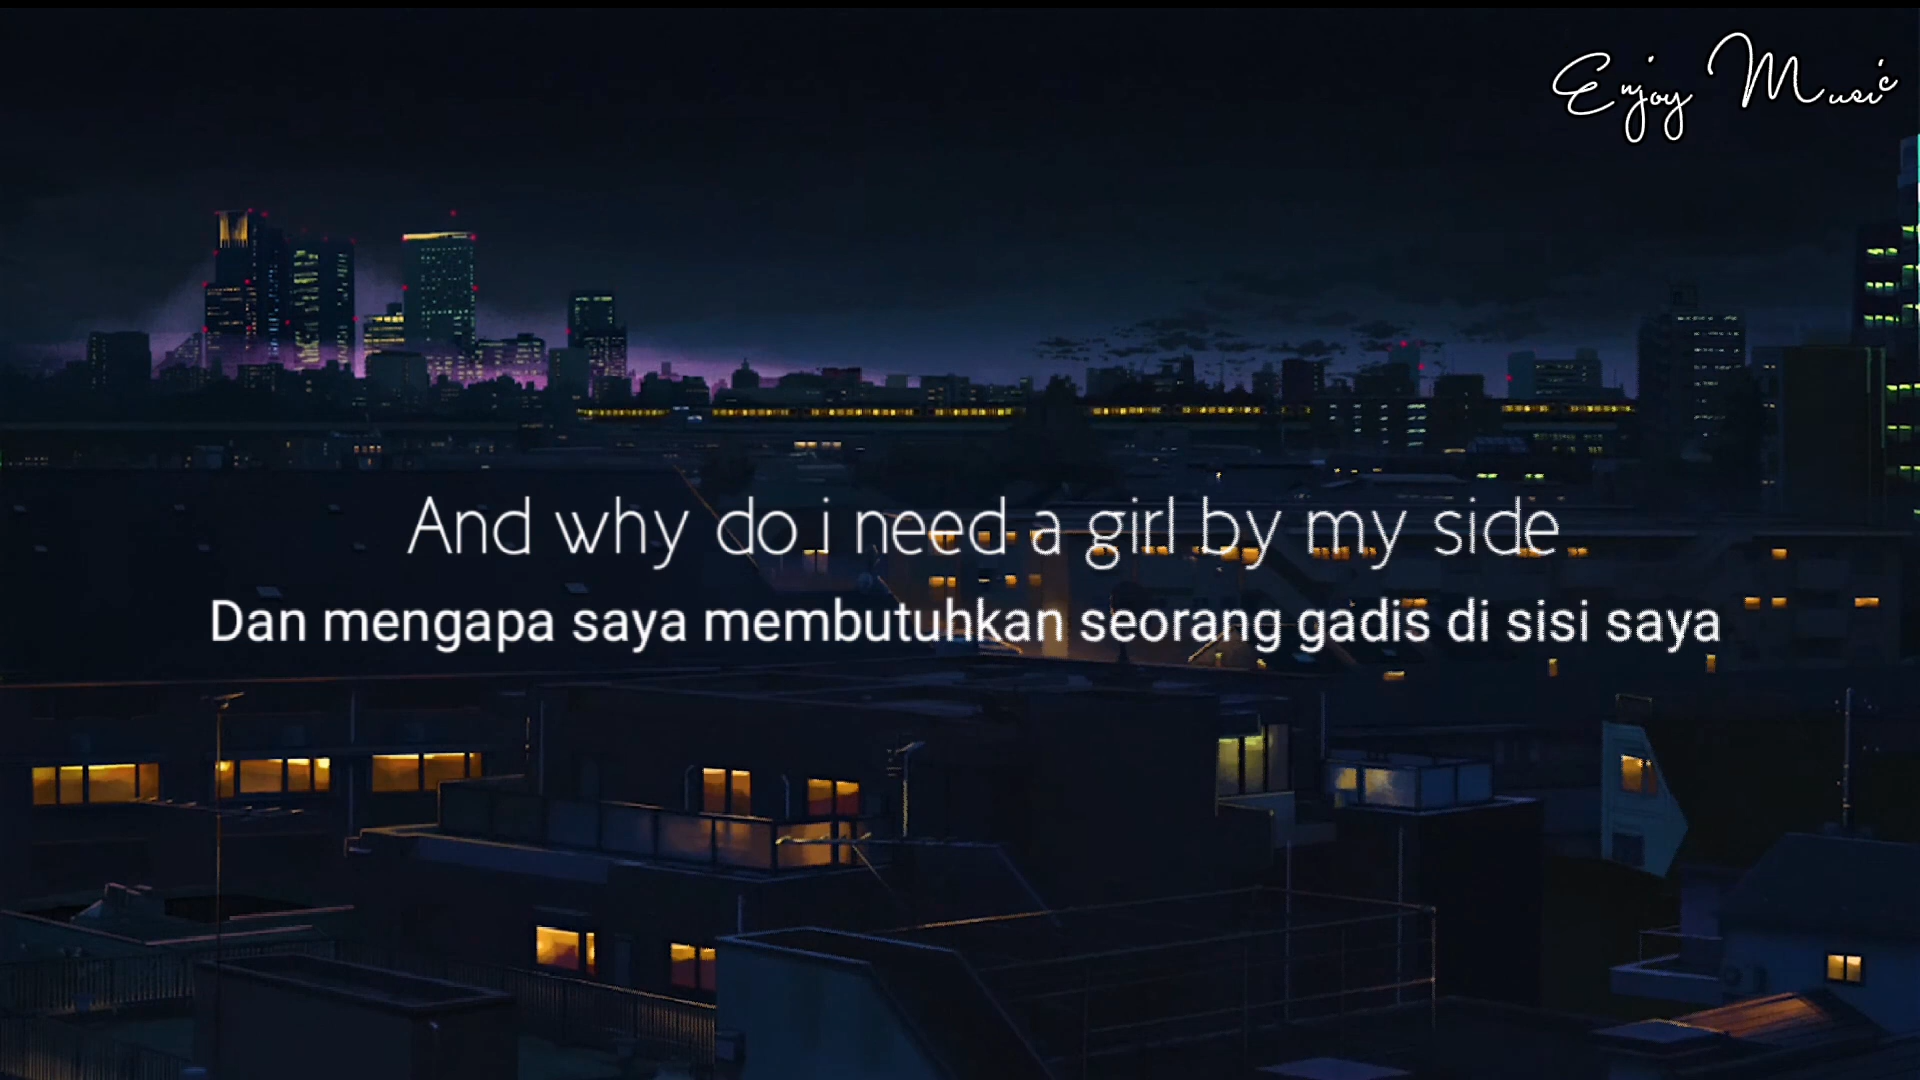 Enjoy Music
And why do i need a girl by my side
Dan mengapa saya membutuhkan seorang gadis di sisi saya